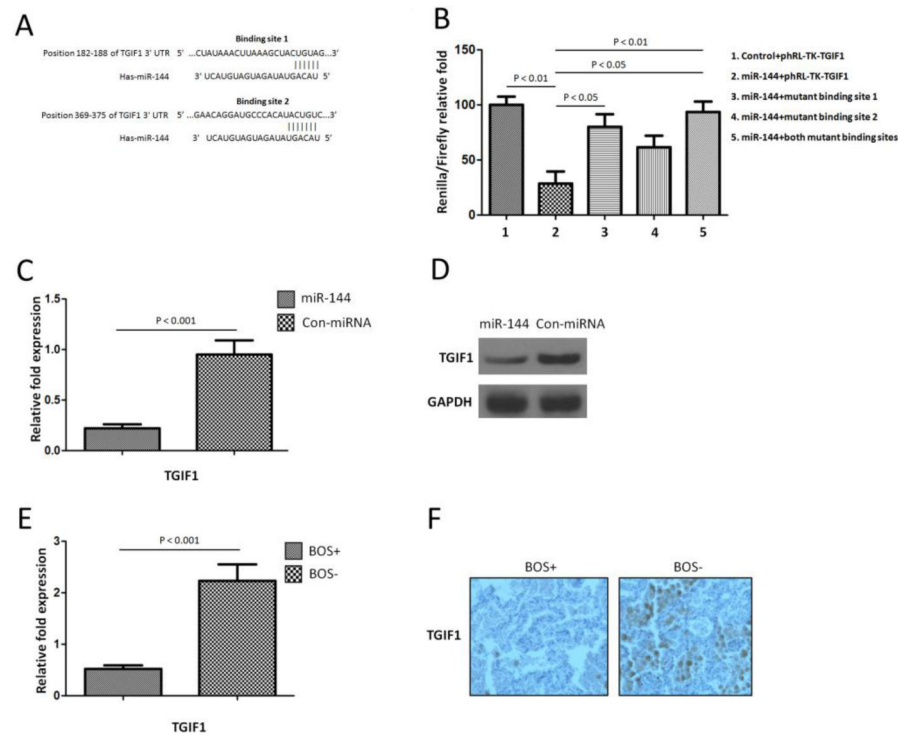 A
Binding site 1
Position 182-188 of TGIF1 3' UTR 5' ...CUAUAAACUUAAAGCUACUGUAG...3'
Has-miR-144 3' UCAUGUAGUAGAUAUGACAU 5'
Binding site 2
Position 369-375 of TGIF1 3' UTR 5' ...GAACAGGAUGCCCACAUACUGUC...3'
Has-miR-144 3' UCAUGUAGUAGAUAUGACAU 5'
B
Renilla/Firefly relative fold
150
100
50
0
P < 0.01
P < 0.05
P < 0.01
P < 0.05
1 2 3 4 5
1. Control+phRL-TK-TGIF1
2. miR-144+phRL-TK-TGIF1
3. miR-144+mutant binding site 1
4. miR-144+mutant binding site 2
5. miR-144+both mutant binding sites
C
Relative fold expression
1.5
1.0
0.5
0.0
P < 0.001
TGIF1
miR-144
Con-miRNA
D
miR-144 Con-miRNA
TGIF1
GAPDH
E
Relative fold expression
3
2
1
0
P < 0.001
TGIF1
BOS+
BOS-
F
BOS+ BOS-
TGIF1